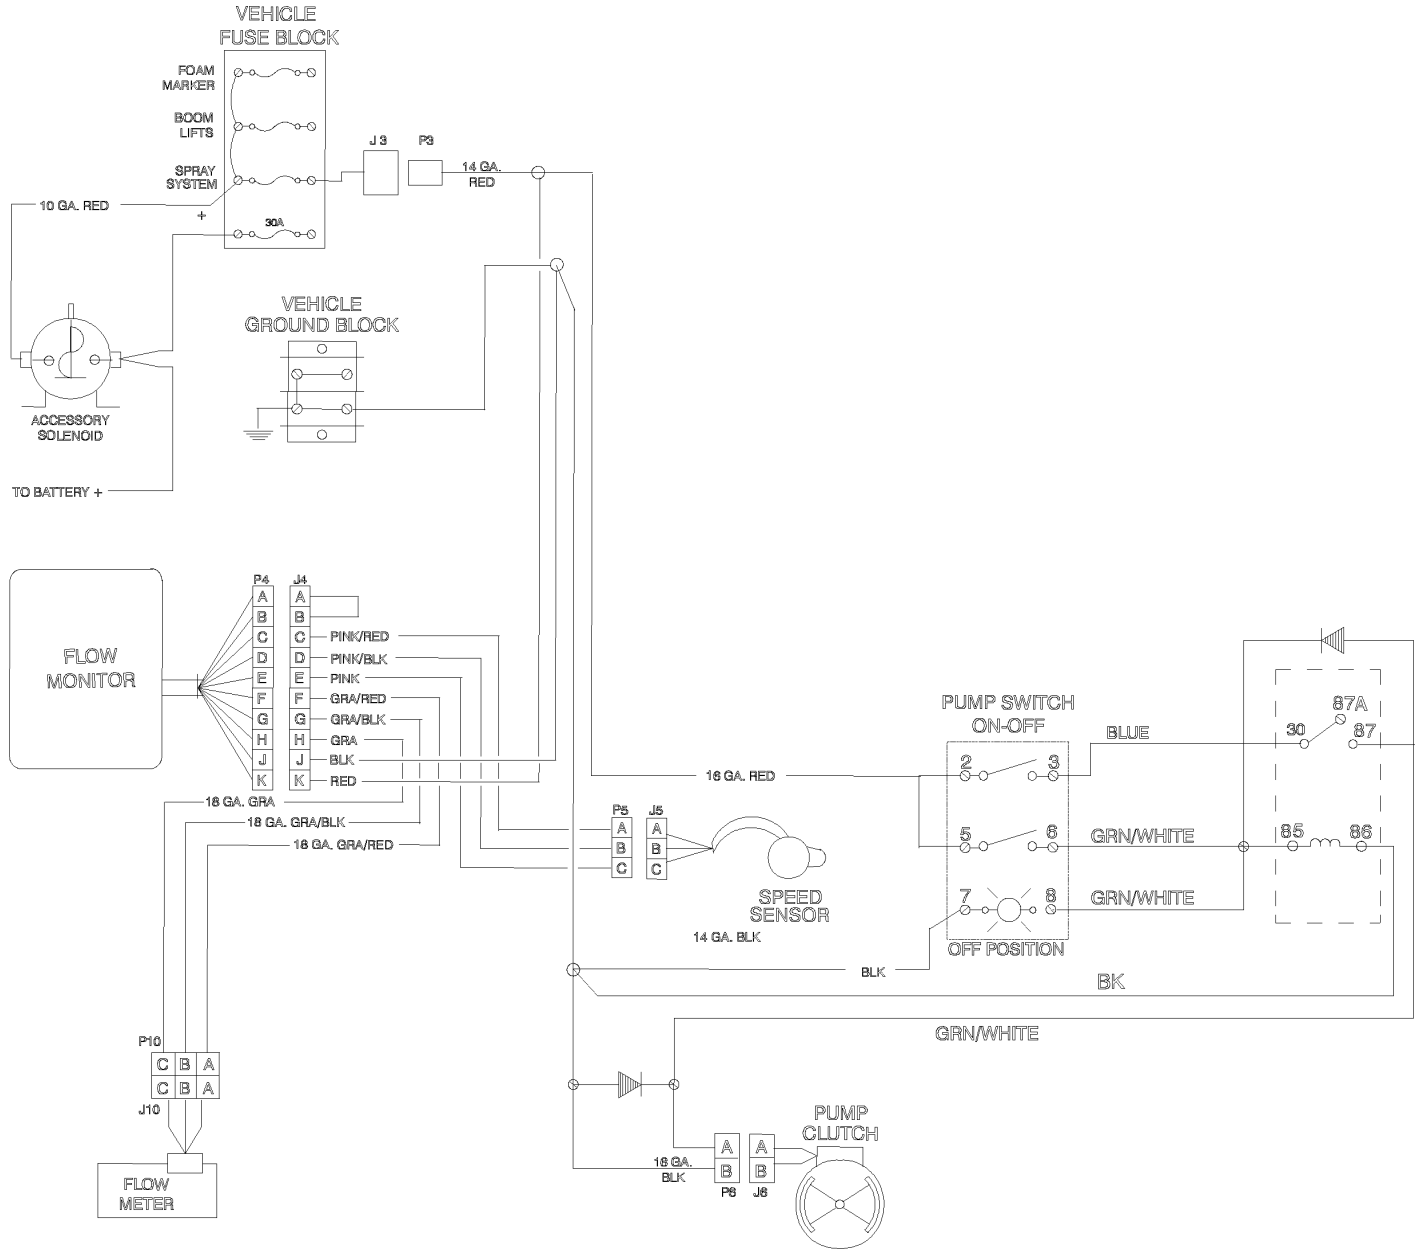 VEHICLE
FUSE BLOCK
FOAM
MARKER
BOOM
LIFTS
SPRAY
SYSTEM
30A
J3
P3
14 GA.
RED
10 GA. RED
+
VEHICLE
GROUND BLOCK
ACCESSORY
SOLENOID
TO BATTERY +
FLOW
MONITOR
P4
J4
A A
B B
C C PINK/RED
D D PINK/BLK
E E PINK
F F GRA/RED
G G GRA/BLK
H H GRA
J J BLK
K K RED
18 GA. GRA
18 GA. GRA/BLK
18 GA. GRA/RED
P5
J5
A A
B B
C C
SPEED
SENSOR
14 GA. BLK
16 GA. RED
PUMP SWITCH
ON-OFF
2 3
5 6
7 8
OFF POSITION
BLUE
GRN/WHITE
GRN/WHITE
87A
30
87
85
86
BLK
BK
GRN/WHITE
P10
C B A
C B A
J10
FLOW
METER
PUMP
CLUTCH
16 GA.
BLK
A A
B B
P6
J6